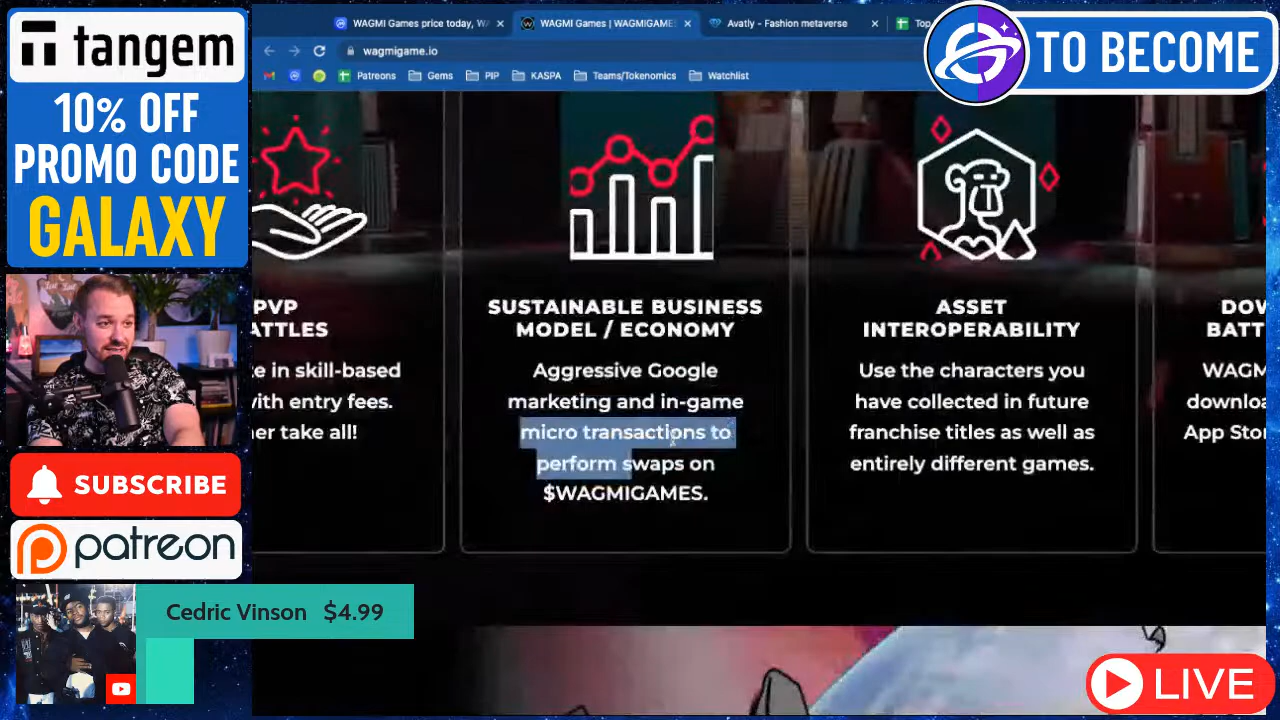 tangem
10% OFF
PROMO CODE
GALAXY
WAGMI Games price today, WA
WAGMI Games | WAGMIGAME
Avatly - Fashion metaverse
Top
wagmigame.io
Patreons
Gems
PIP
KASPA
Teams/Tokenomics
Watchlist
TO BECOME
PVP
ATTLES
te in skill-based
with entry fees.
ner take all!
SUSTAINABLE BUSINESS
MODEL / ECONOMY
Aggressive Google
marketing and in-game
micro transactions to
perform swaps on
$WAGMIGAMES.
ASSET
INTEROPERABILITY
Use the characters you
have collected in future
franchise titles as well as
entirely different games.
DOW
BATT
WAGM
downloa
App Stor
SUBSCRIBE
patreon
Cedric Vinson $4.99
LIVE